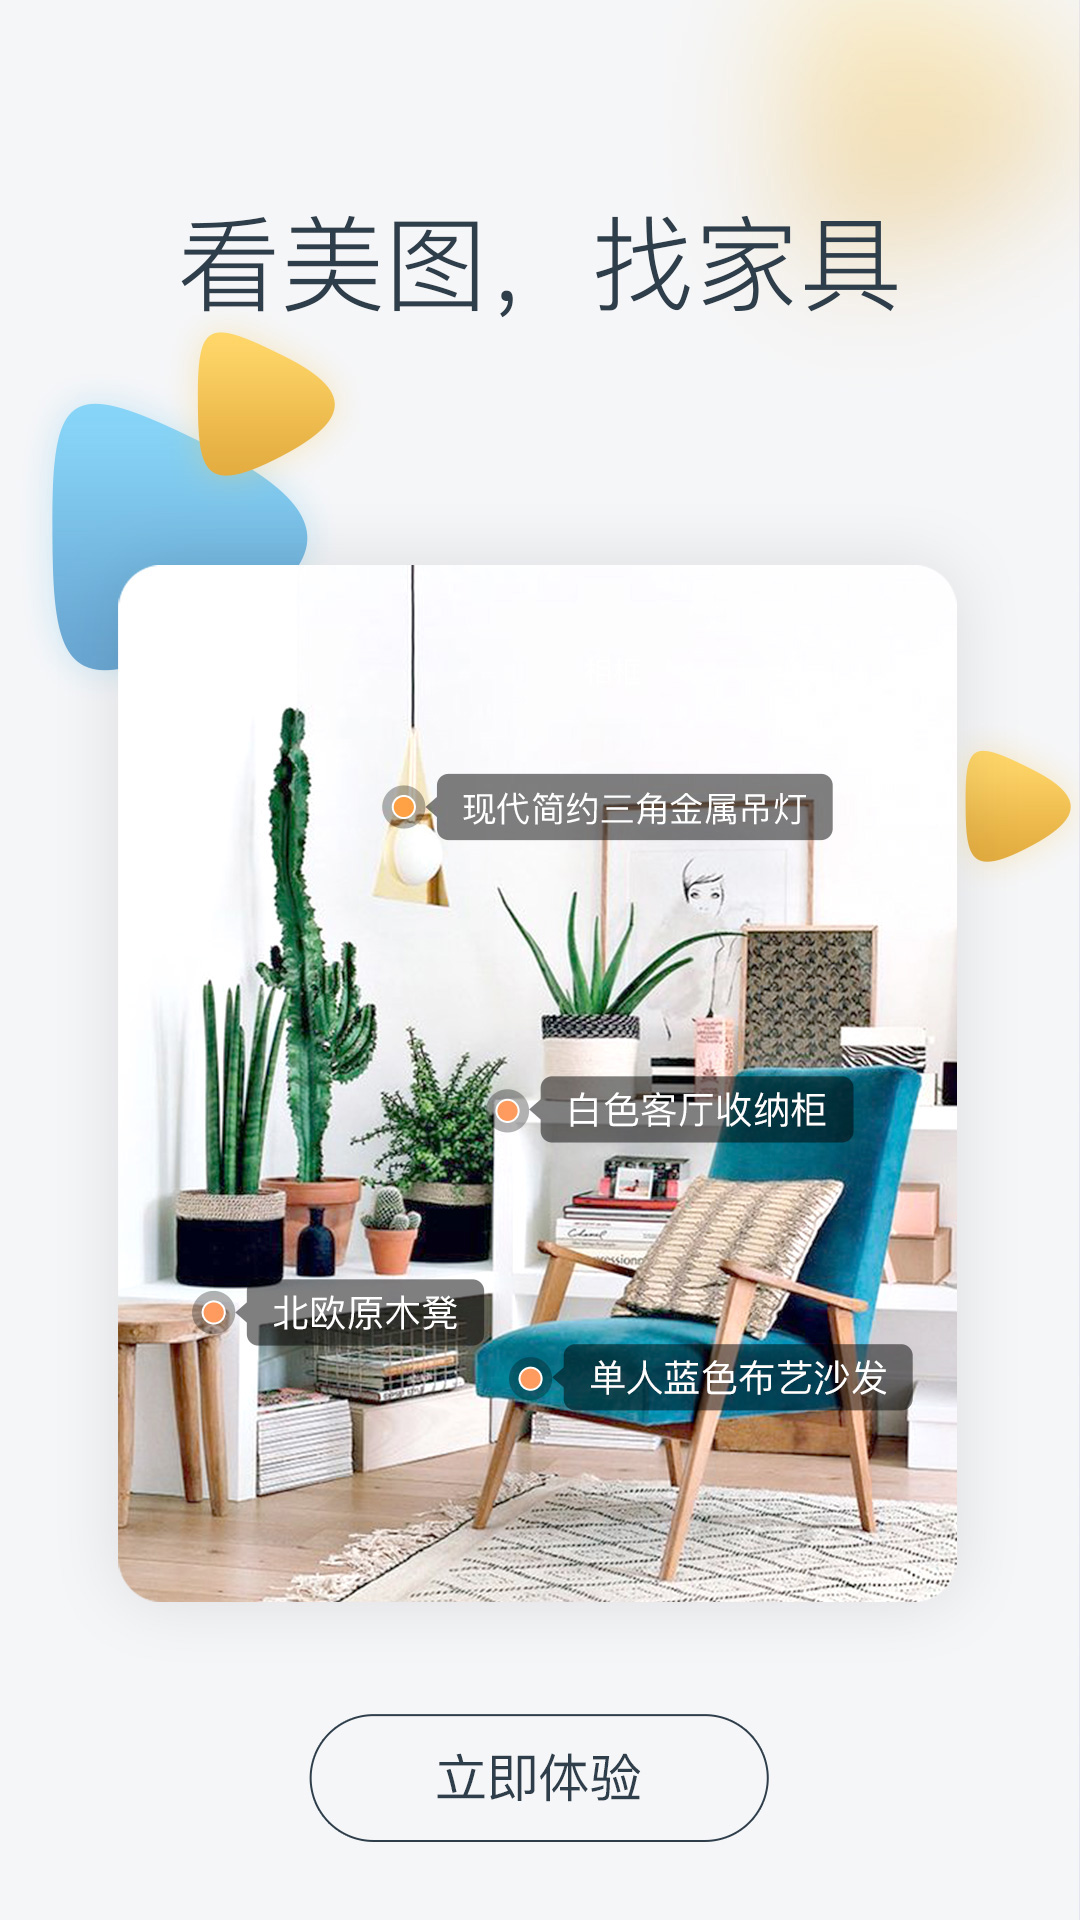 看美图，找家具
现代简约三角金属吊灯
白色客厅收纳柜
Chanel
北欧原木凳
单人蓝色布艺沙发
立即体验